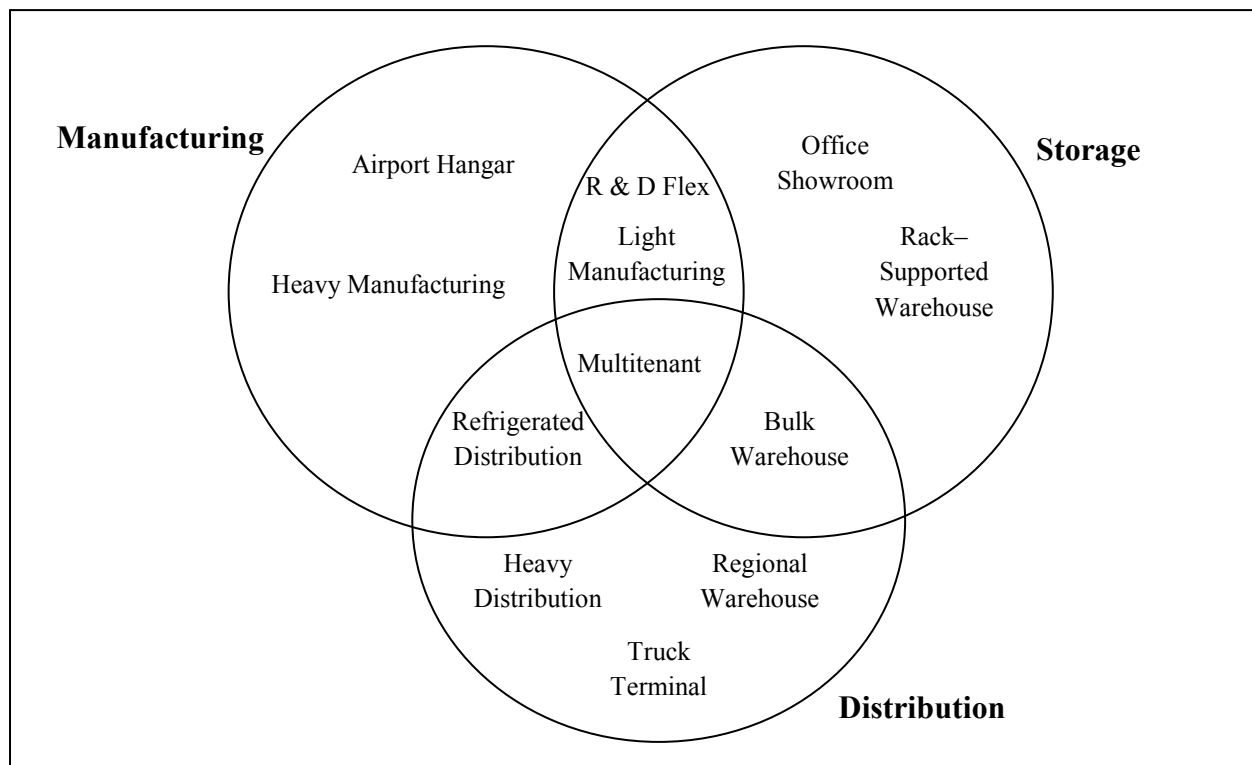 Manufacturing
Airport Hangar
Heavy Manufacturing
R & D Flex
Light
Manufacturing
Office
Showroom
Storage
Rack–
Supported
Warehouse
Multitenant
Refrigerated
Distribution
Bulk
Warehouse
Heavy
Distribution
Regional
Warehouse
Truck
Terminal
Distribution